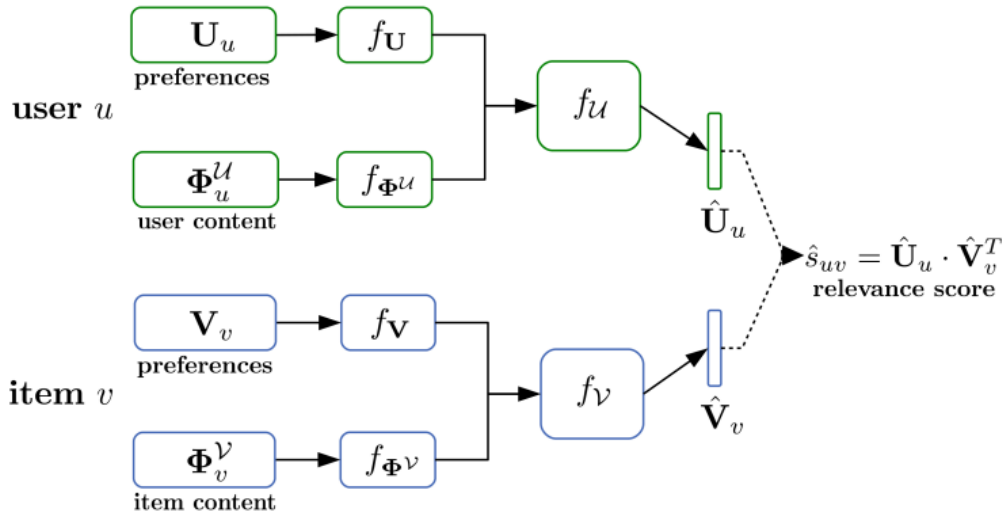 U_u
f_U
preferences
user u
f_𝒰
Φ_u^𝒰
f_Φ^𝒰
user content
Û_u
ŝ_uv = Û_u · V̂_v^T
relevance score
V_v
f_V
preferences
item v
f_𝒱
V̂_v
Φ_v^𝒱
f_Φ^𝒱
item content